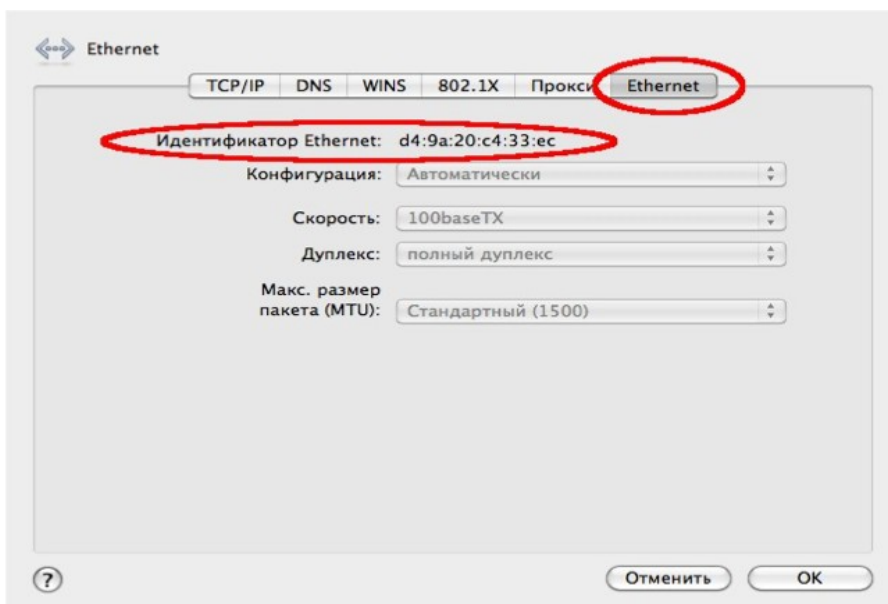 Ethernet
TCP/IP DNS WINS 802.1X Прокси Ethernet
Идентификатор Ethernet: d4:9a:20:c4:33:ec
Конфигурация: Автоматически
Скорость: 100baseTX
Дуплекс: полный дуплекс
Макс. размер
пакета (MTU): Стандартный (1500)
? Отменить OK